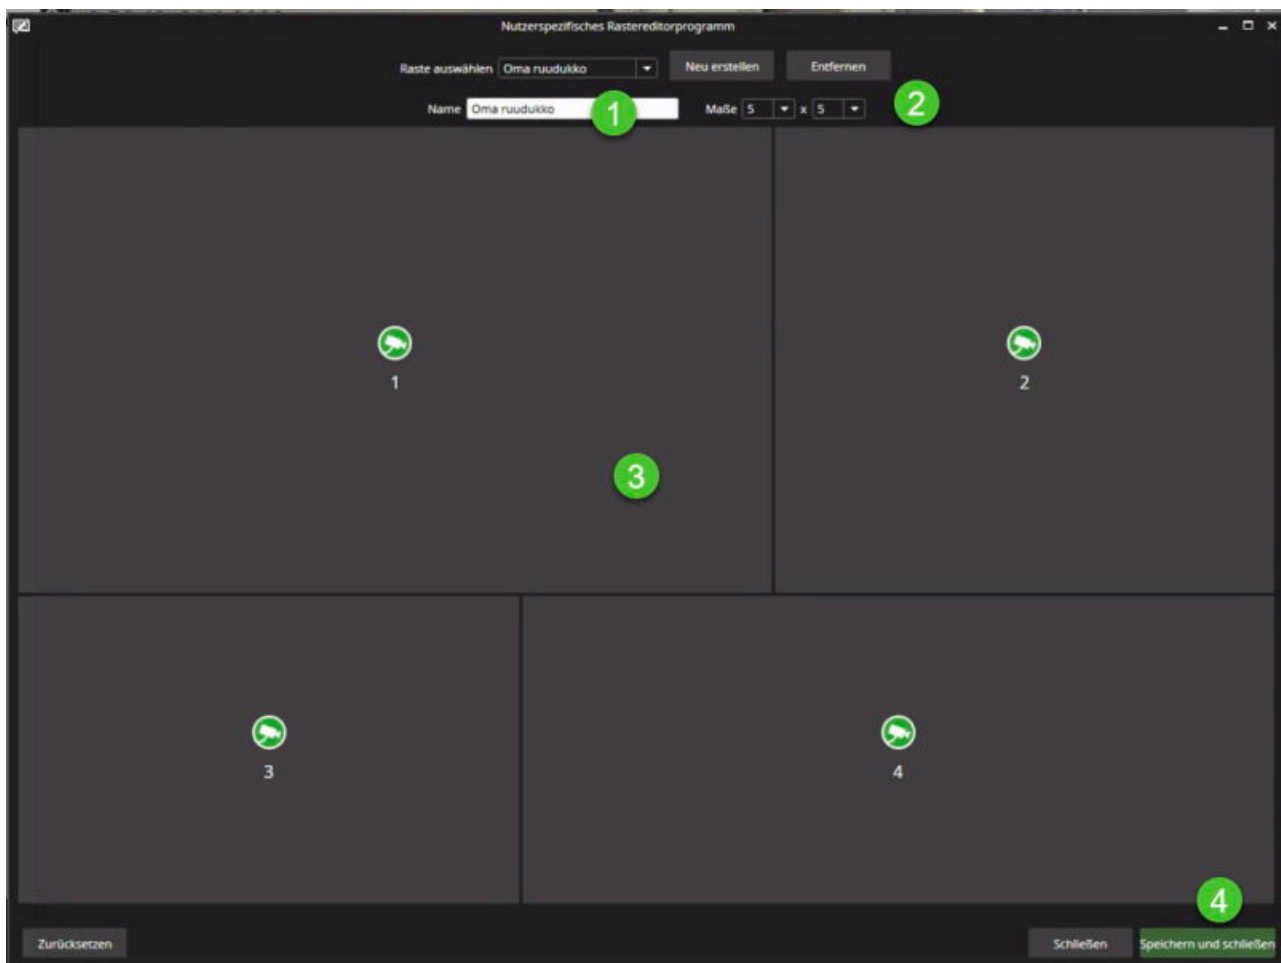 Nutzerspezifisches Rastereditorprogramm
Raste auswählen Oma ruudukko Neu erstellen Entfernen
Name Oma ruudukko 1 Maße 5 x 5 2
1
2
3
3
4
4
Zurücksetzen Schließen Speichern und schließen